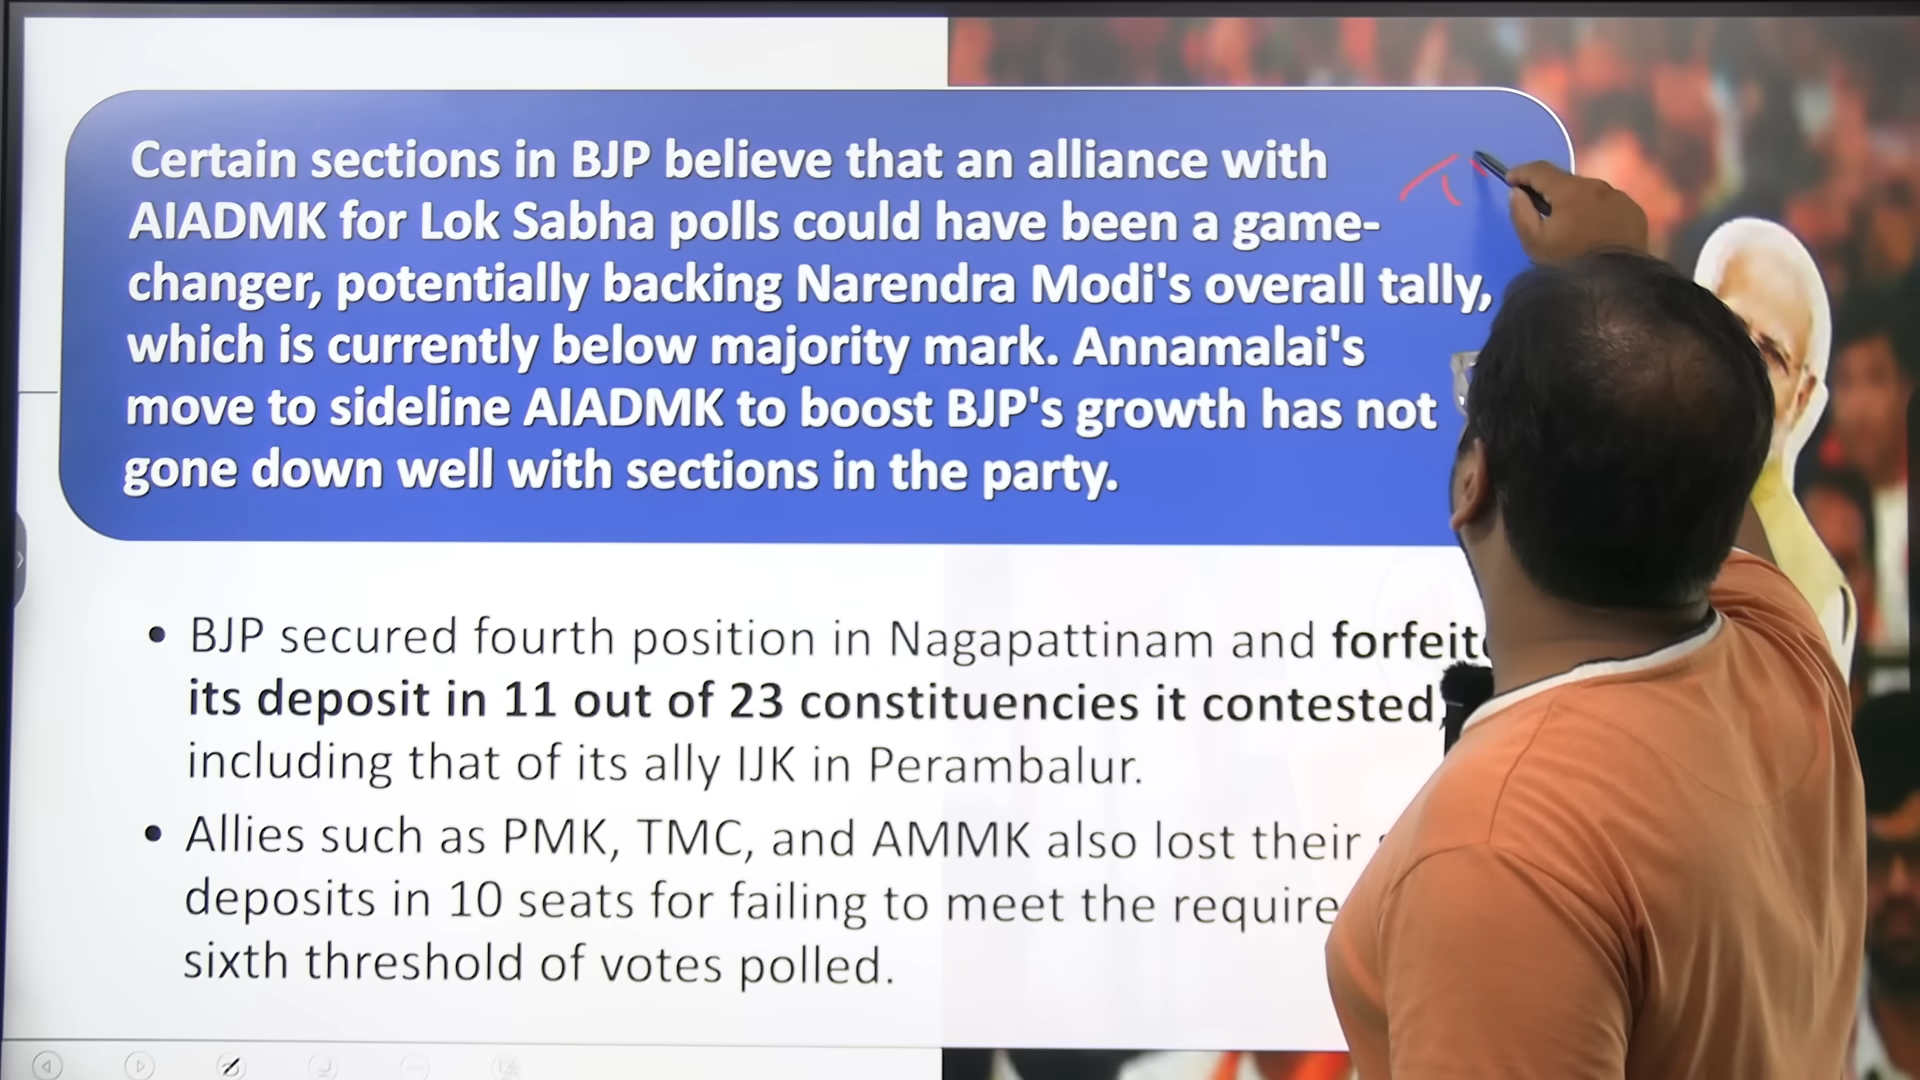 Certain sections in BJP believe that an alliance with
AIADMK for Lok Sabha polls could have been a game-
changer, potentially backing Narendra Modi's overall tally,
which is currently below majority mark. Annamalai's
move to sideline AIADMK to boost BJP's growth has not
gone down well with sections in the party.
• BJP secured fourth position in Nagapattinam and
its deposit in 11 out of 23 constituencies it contested,
including that of its ally IJK in Perambalur.
• Allies such as PMK, TMC, and AMMK also lost their
deposits in 10 seats for failing to meet the
sixth threshold of votes polled.